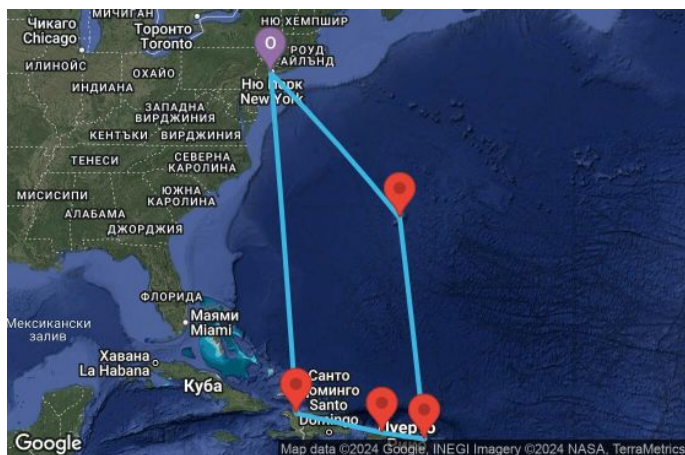 МИЧИГАН
Чикаго
Chicago
Торонто
Toronto
НЮ ХЕМПШИР
РОУД
АЙЛЪНД
О
ИЛИНОЙС
ОХАЙО
ИНДИАНА
Ню Йорк
New York
ЗАПАДНА
ВИРДЖИНИЯ
КЕНТЪКИ
ВИРДЖИНИЯ
ТЕНЕСИ
СЕВЕРНА
КАРОЛИНА
МИСИСИПИ
ЮЖНА
КАРОЛИНА
АЛАБАМА
ДЖОРДЖИЯ
ФЛОРИДА
Мексикански
залив
Маями
Miami
Хавана
La Habana
Куба
Санто
Доминго
Santo
Domingo
Google
Map data ©2024 Google, INEGI Imagery ©2024 NASA, TerraMetrics